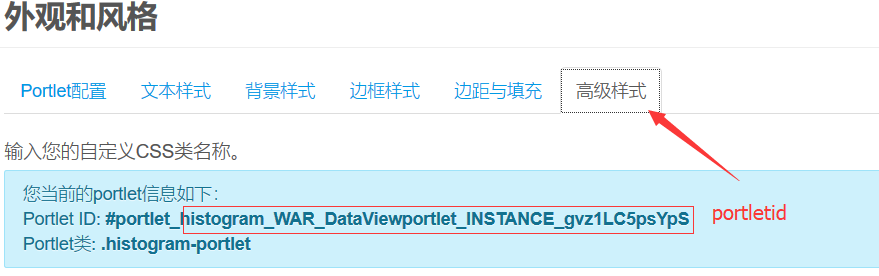 外观和风格
Portlet配置 文本样式 背景样式 边框样式 边距与填充 高级样式
输入您的自定义CSS类名称。
您当前的portlet信息如下：
Portlet ID: #portlet_histogram_WAR_DataViewportlet_INSTANCE_gvz1LC5psYpS
portletid
Portlet类: .histogram-portlet